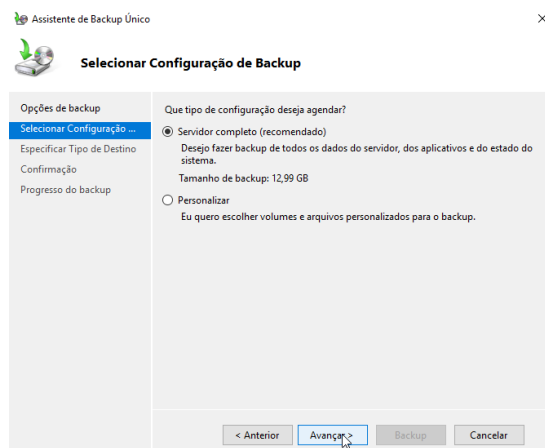 Assistente de Backup Único
Selecionar Configuração de Backup
Opções de backup
Selecionar Configuração ...
Especificar Tipo de Destino
Confirmação
Progresso do backup
Que tipo de configuração deseja agendar?
Servidor completo (recomendado)
Desejo fazer backup de todos os dados do servidor, dos aplicativos e do estado do
sistema.
Tamanho de backup: 12,99 GB
Personalizar
Eu quero escolher volumes e arquivos personalizados para o backup.
< Anterior
Avançar >
Backup
Cancelar